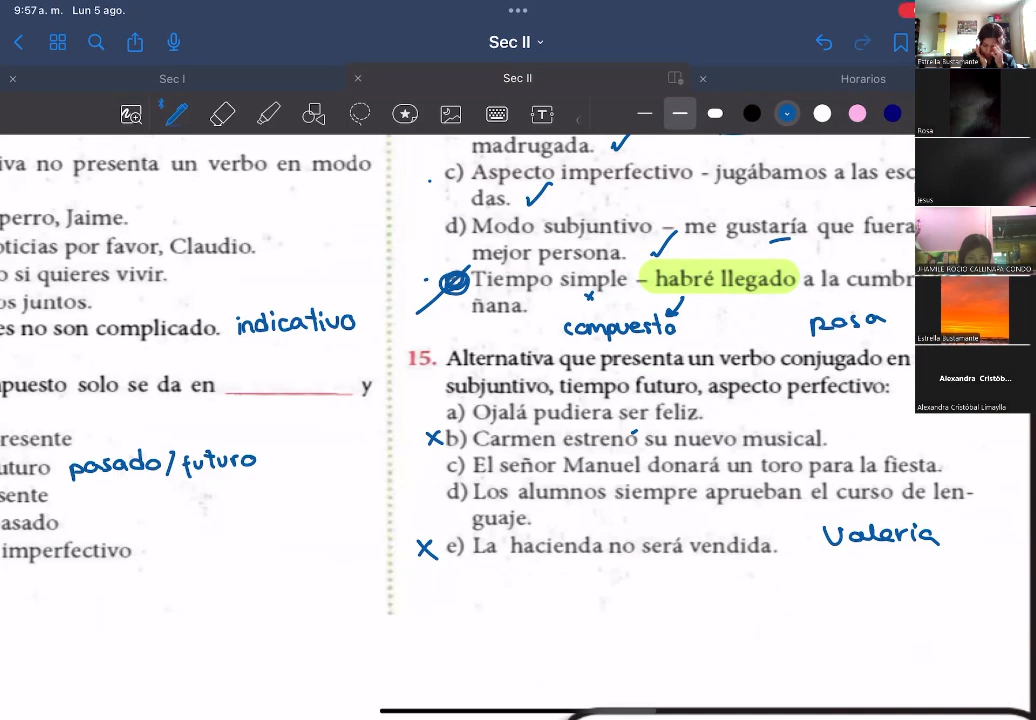 9:57 a. m. Lun 5 ago.
Sec II
Sec I
Sec II
Horarios
iva no presenta un verbo en modo
perro, Jaime.
oticias por favor, Claudio.
o si quieres vivir.
os juntos.
es no son complicado. indicativo
puesto solo se da en __________ y
resente
uturo pasado/futuro
sente
asado
imperfectivo
madrugada.
c) Aspecto imperfectivo - jugábamos a las esc
das.
d) Modo subjuntivo – me gustaría que fuera
mejor persona.
Tiempo simple – habré llegado a la cumbr
ñana.
compuesto
rosa
15. Alternativa que presenta un verbo conjugado en
subjuntivo, tiempo futuro, aspecto perfectivo:
a) Ojalá pudiera ser feliz.
x b) Carmen estrenó su nuevo musical.
c) El señor Manuel donará un toro para la fiesta.
d) Los alumnos siempre aprueban el curso de len-
guaje.
x e) La hacienda no será vendida.
Valeria
Estrella Bustamante
Rosa
Jesus
JHAMILE ROCIO CALLINAPA CONDO
Estrella Bustamante
Alexandra Cristób...
Alexandra Cristóbal Limaylla